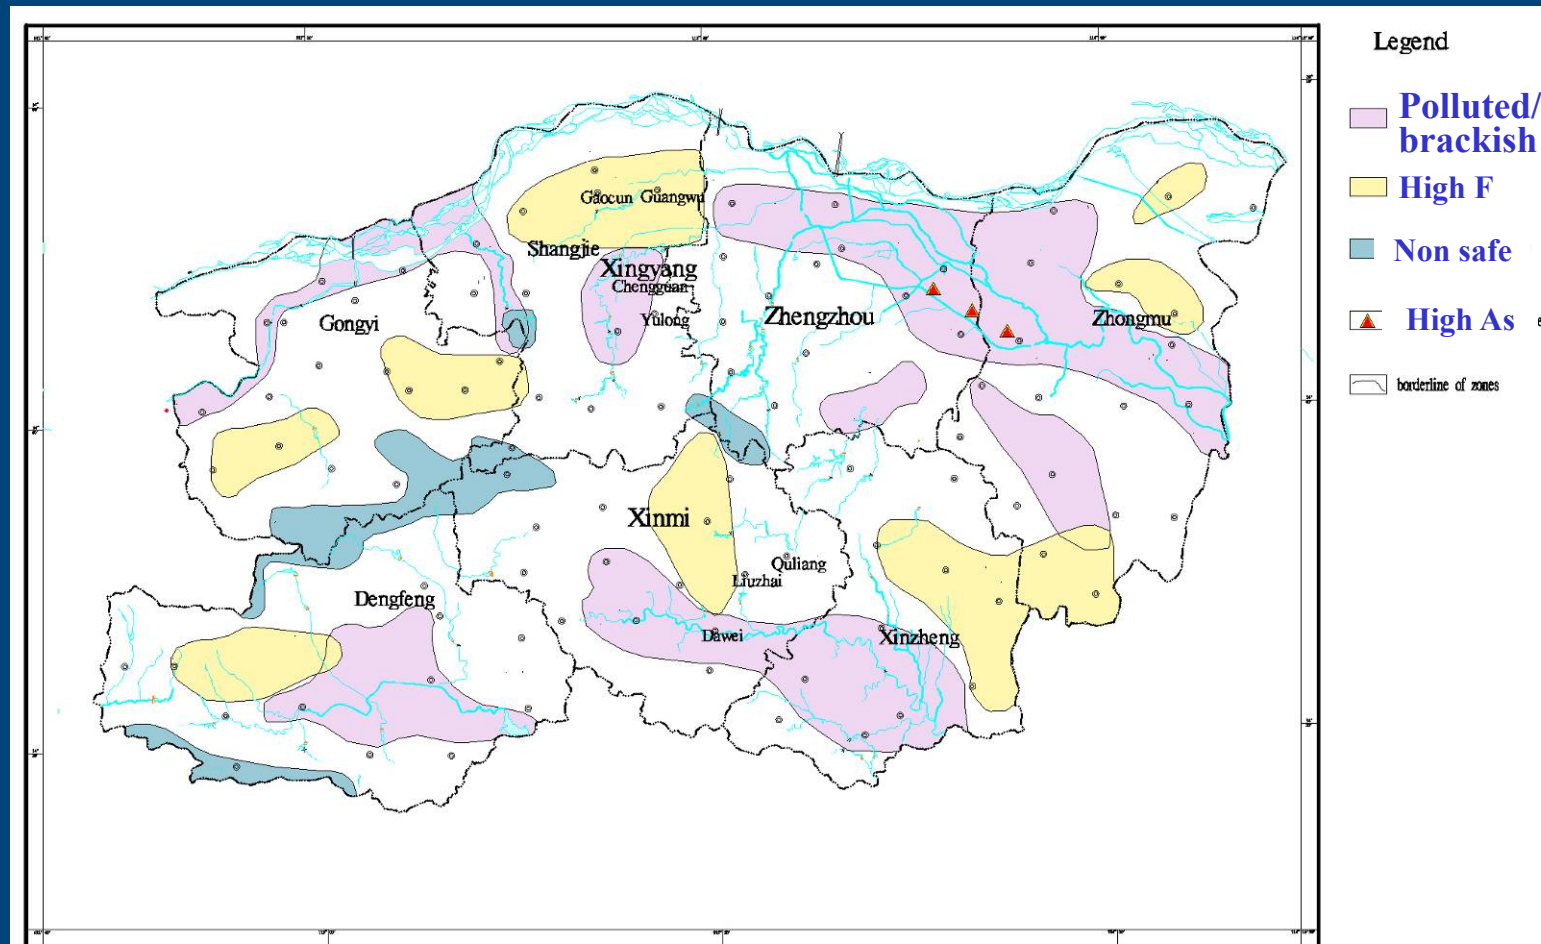 Legend
Polluted/
brackish
High F
Non safe
High As
borderline of zones
Gaocun Guangwu
Shangjie
Xingyang
Chengguan
Yulong
Gongyi
Zhengzhou
Zhongmu
Xinmi
Quliang
Liuzhai
Dengfeng
Dawei
Xinzheng